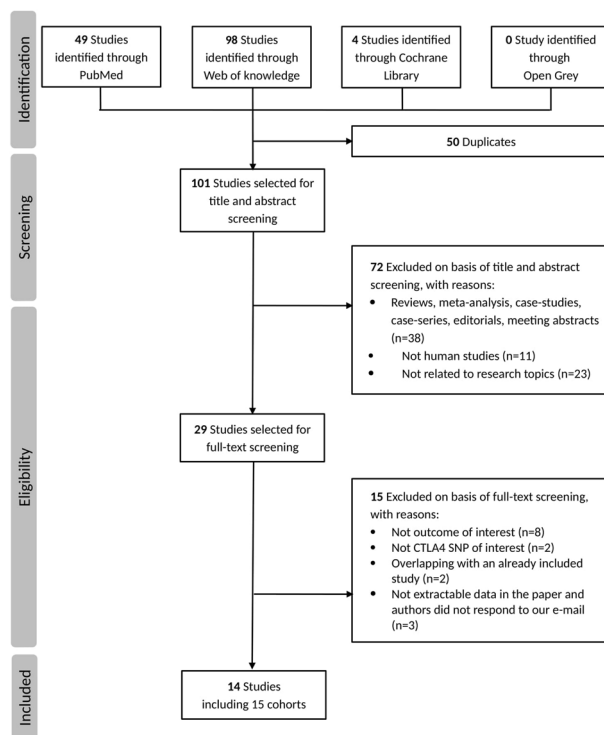 Identification
49 Studies
identified through
PubMed
98 Studies
identified through
Web of knowledge
4 Studies identified
through Cochrane
Library
0 Study identified
through
Open Grey
50 Duplicates
Screening
101 Studies selected for
title and abstract
screening
72 Excluded on basis of title and abstract
screening, with reasons:
• Reviews, meta-analysis, case-studies,
case-series, editorials, meeting abstracts
(n=38)
• Not human studies (n=11)
• Not related to research topics (n=23)
Eligibility
29 Studies selected for
full-text screening
15 Excluded on basis of full-text screening,
with reasons:
• Not outcome of interest (n=8)
• Not CTLA4 SNP of interest (n=2)
• Overlapping with an already included
study (n=2)
• Not extractable data in the paper and
authors did not respond to our e-mail
(n=3)
Included
14 Studies
including 15 cohorts